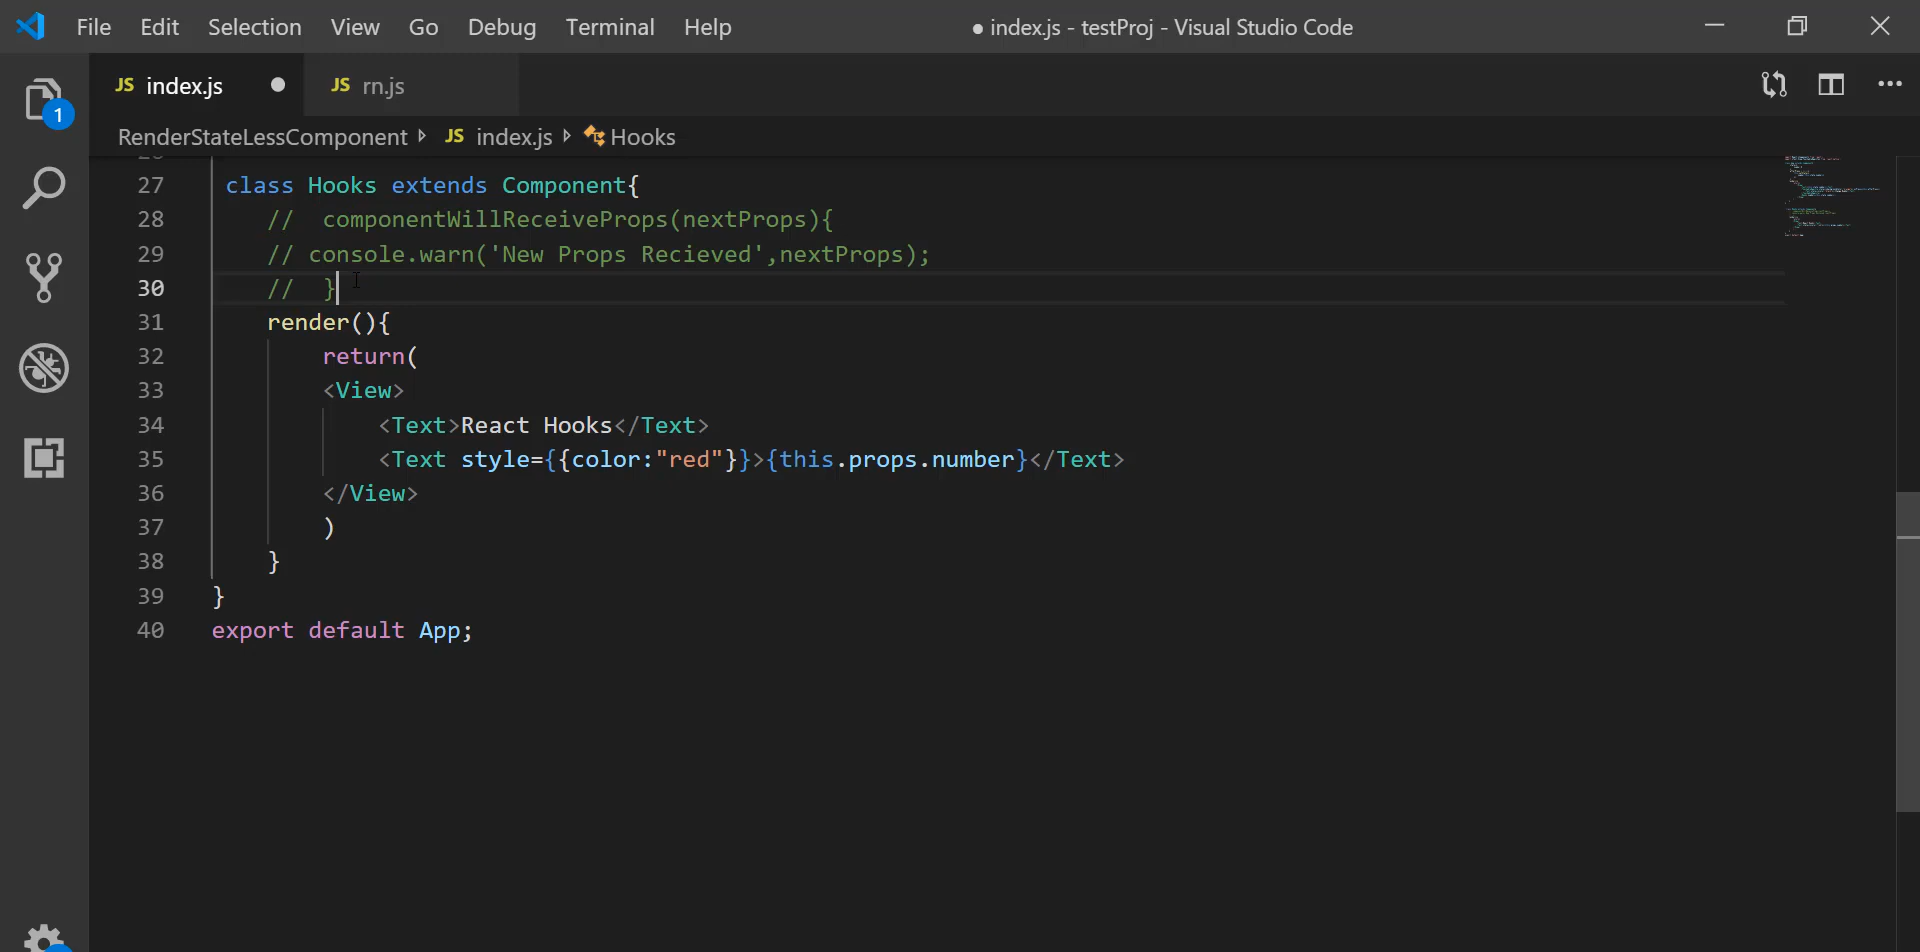 File Edit Selection View Go Debug Terminal Help ● index.js - testProj - Visual Studio Code
JS index.js JS rn.js
1
RenderStateLessComponent JS index.js Hooks
27 class Hooks extends Component{
28 //  componentWillReceiveProps(nextProps){
29 // console.warn('New Props Recieved',nextProps);
30 //  }
31 render(){
32 return(
33 <View>
34 <Text>React Hooks</Text>
35 <Text style={{color:"red"}}>{this.props.number}</Text>
36 </View>
37 )
38 }
39 }
40 export default App;